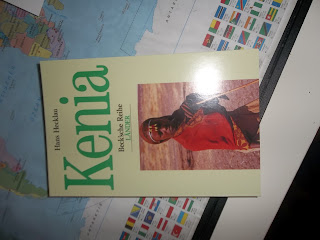 Hans Hecklau
Kenia
Beck'sche Reihe
LÄNDER